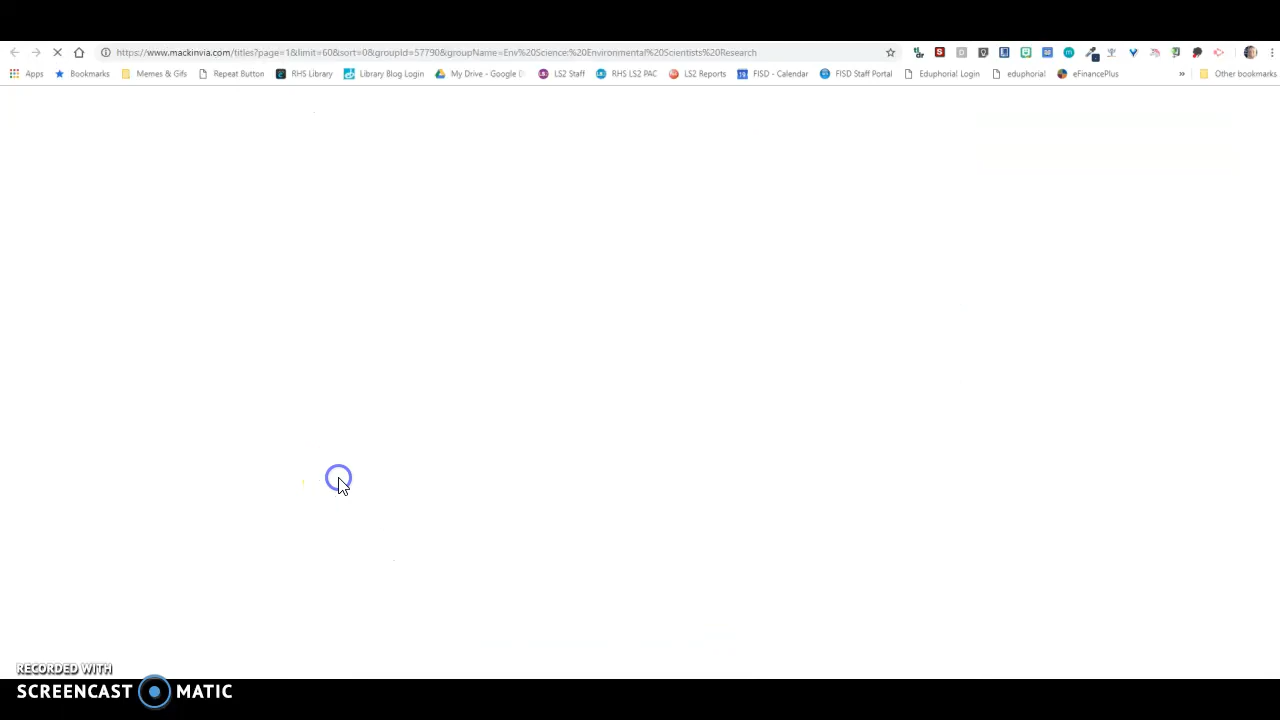 https://www.mackinvia.com/titles?page=1&limit=60&sort=0&groupId=57790&groupName=Env%20Science:%20Environmental%20Scientists%20Research
Apps Bookmarks Memes & Gifs Repeat Button RHS Library Library Blog Login My Drive - Google D LS2 Staff RHS LS2 PAC LS2 Reports FISD - Calendar FISD Staff Portal Eduphoria! Login eduphoria! eFinancePlus » Other bookmarks
RECORDED WITH
SCREENCAST MATIC